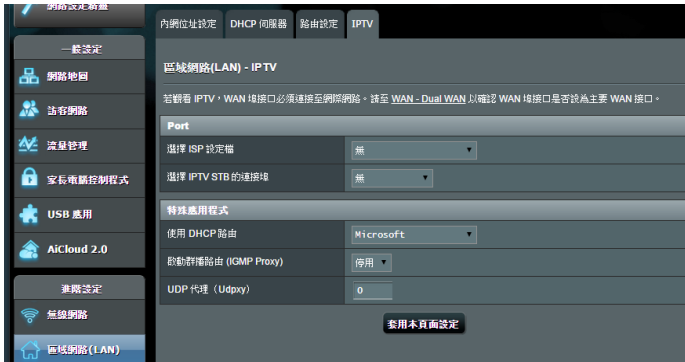 網路設定精靈
內網位址設定
DHCP 伺服器
路由設定
IPTV
一般設定
網路地圖
訪客網路
流量管理
家長電腦控制程式
USB 應用
AiCloud 2.0
進階設定
無線網路
區域網路(LAN)
區域網路(LAN) - IPTV
若觀看 IPTV，WAN 埠接口必須連接至網際網路。請至 WAN - Dual WAN 以確認 WAN 埠接口是否設為主要 WAN 接口。
Port
選擇 ISP 設定檔 無
選擇 IPTV STB 的連接埠 無
特殊應用程式
使用 DHCP 路由 Microsoft
啟動群播路由 (IGMP Proxy) 停用
UDP 代理（Udpxy） 0
套用本頁面設定